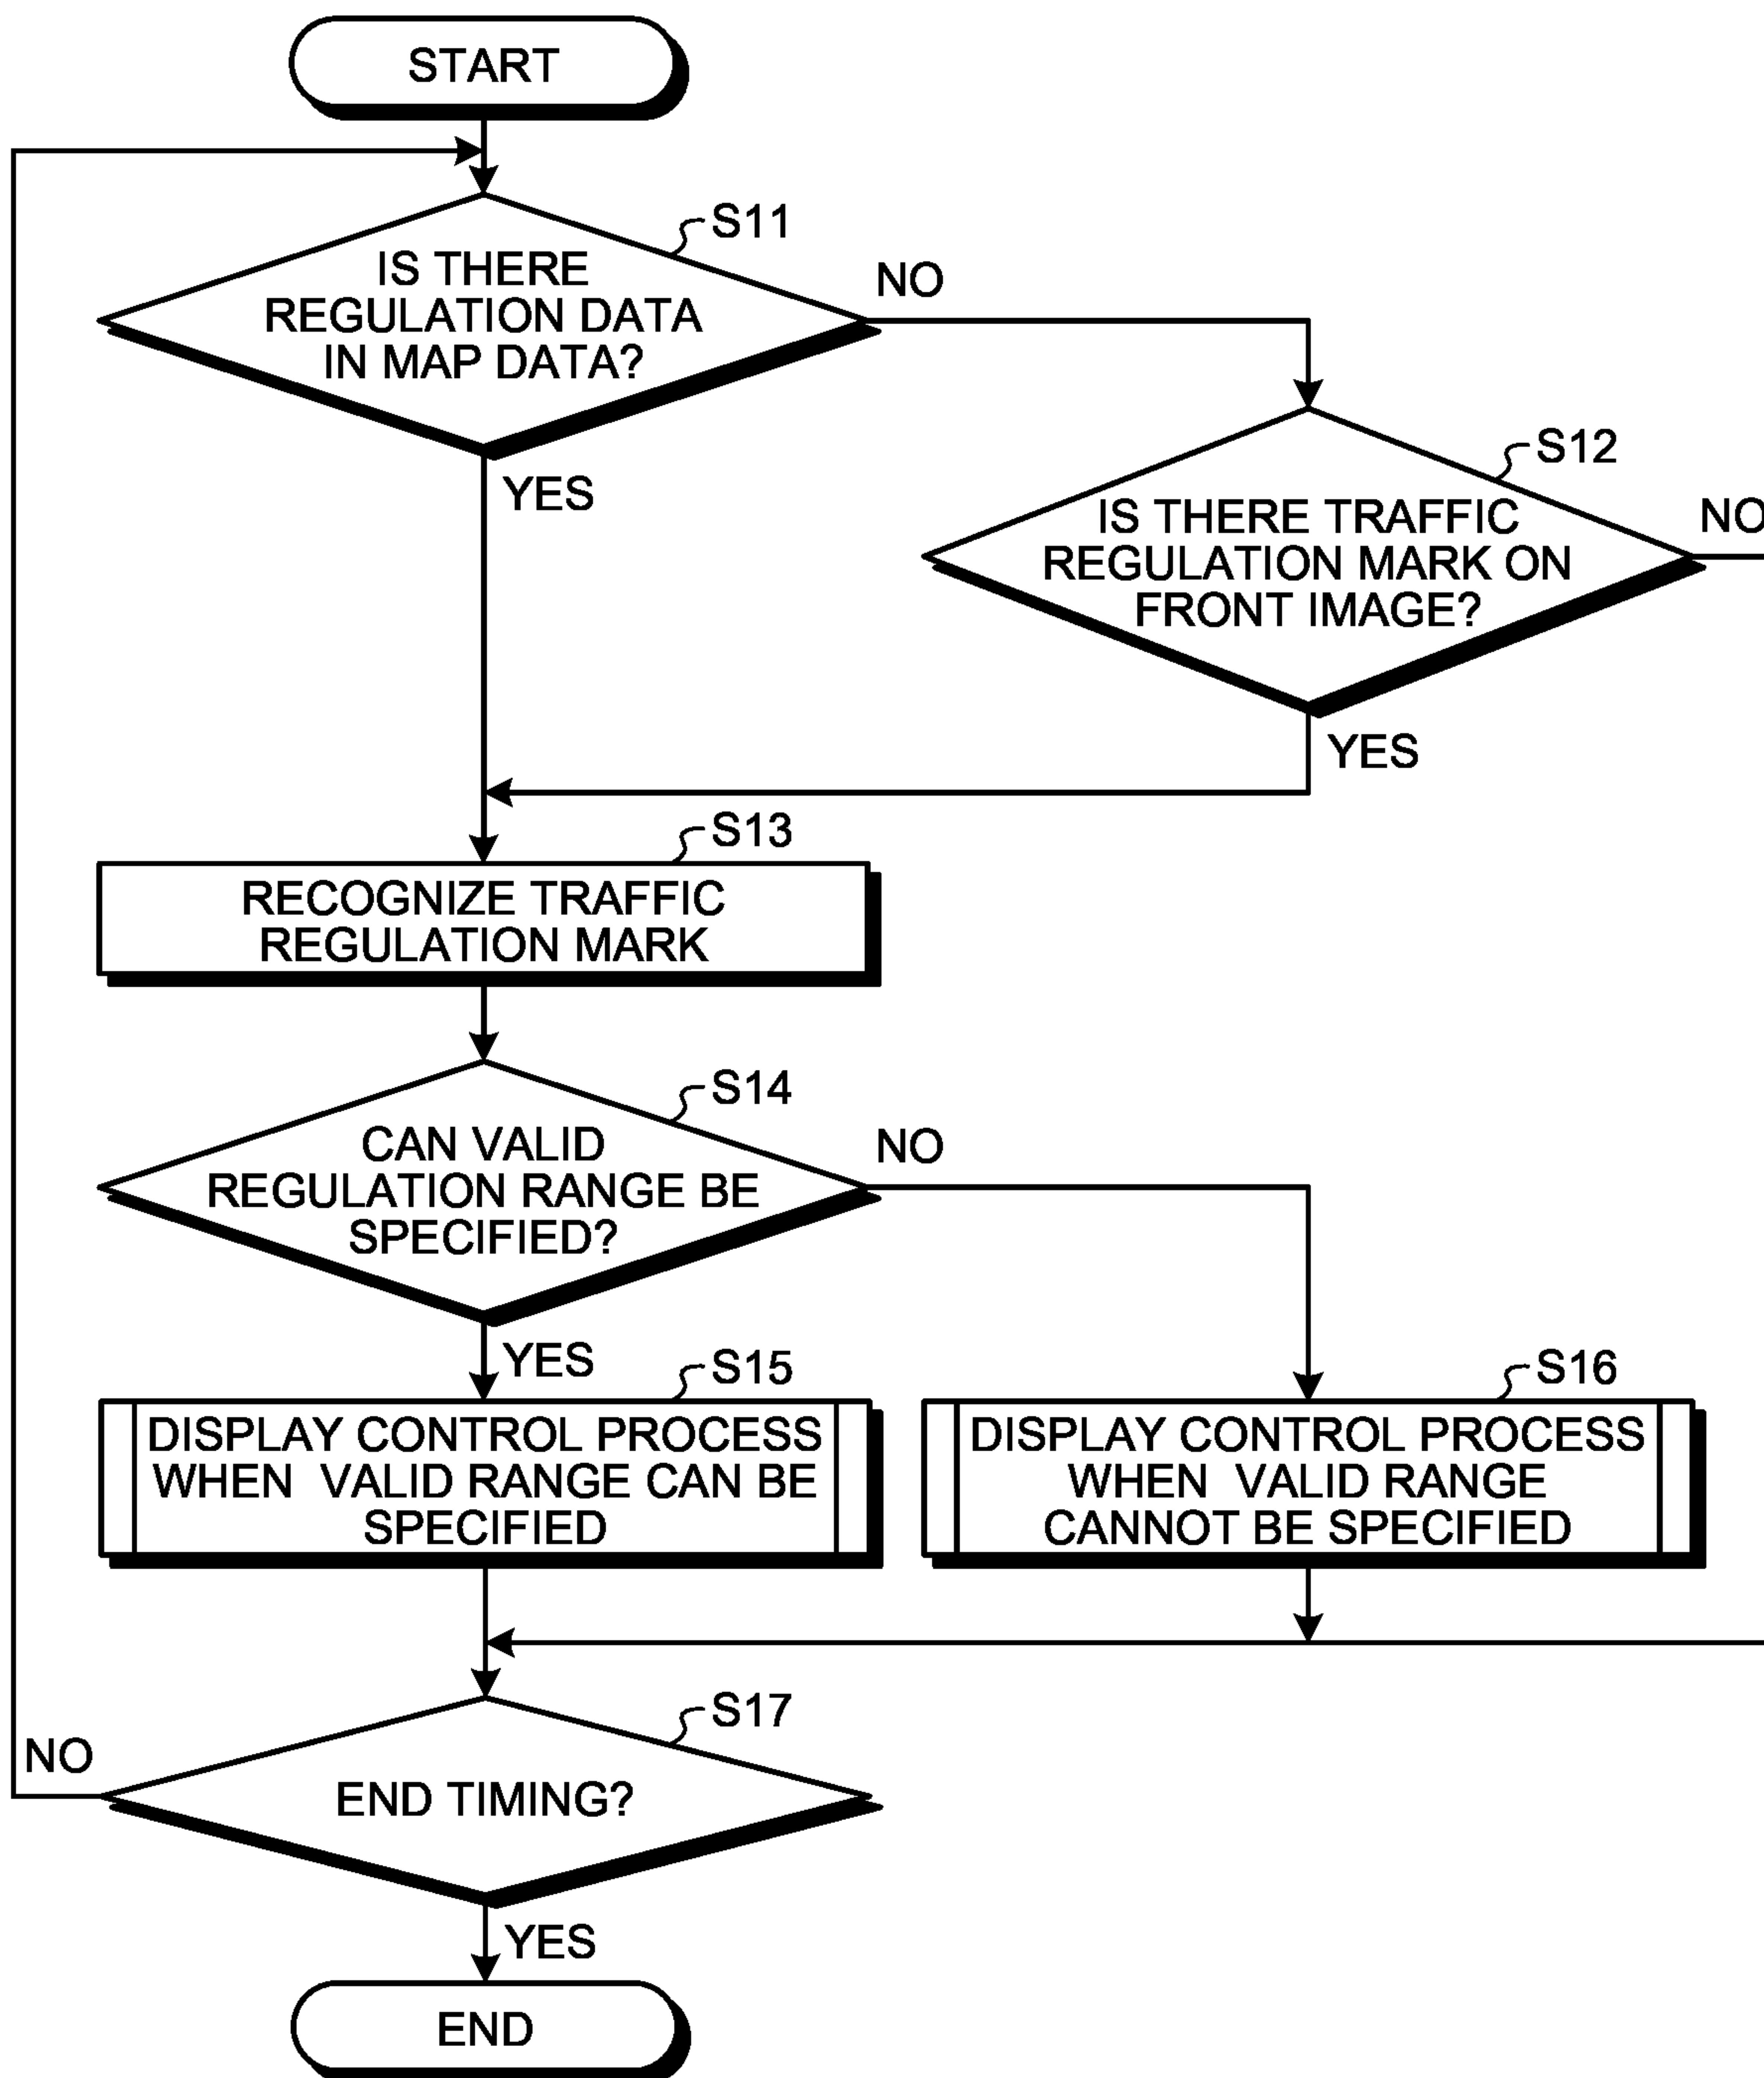 START
S11
IS THERE
REGULATION DATA
IN MAP DATA?
NO
YES
S12
IS THERE TRAFFIC
REGULATION MARK ON
FRONT IMAGE?
NO
YES
S13
RECOGNIZE TRAFFIC
REGULATION MARK
S14
CAN VALID
REGULATION RANGE BE
SPECIFIED?
NO
YES
S15
DISPLAY CONTROL PROCESS
WHEN VALID RANGE CAN BE
SPECIFIED
S16
DISPLAY CONTROL PROCESS
WHEN VALID RANGE
CANNOT BE SPECIFIED
S17
NO
END TIMING?
YES
END